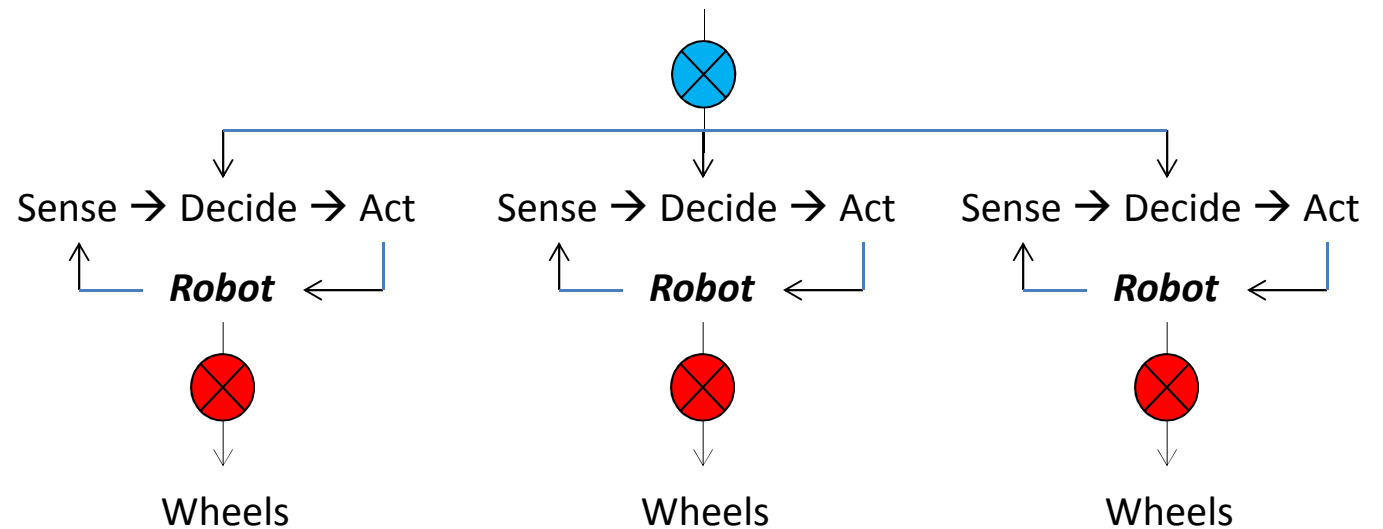 Sense → Decide → Act
Sense → Decide → Act
Sense → Decide → Act
Robot
Robot
Robot
Wheels
Wheels
Wheels